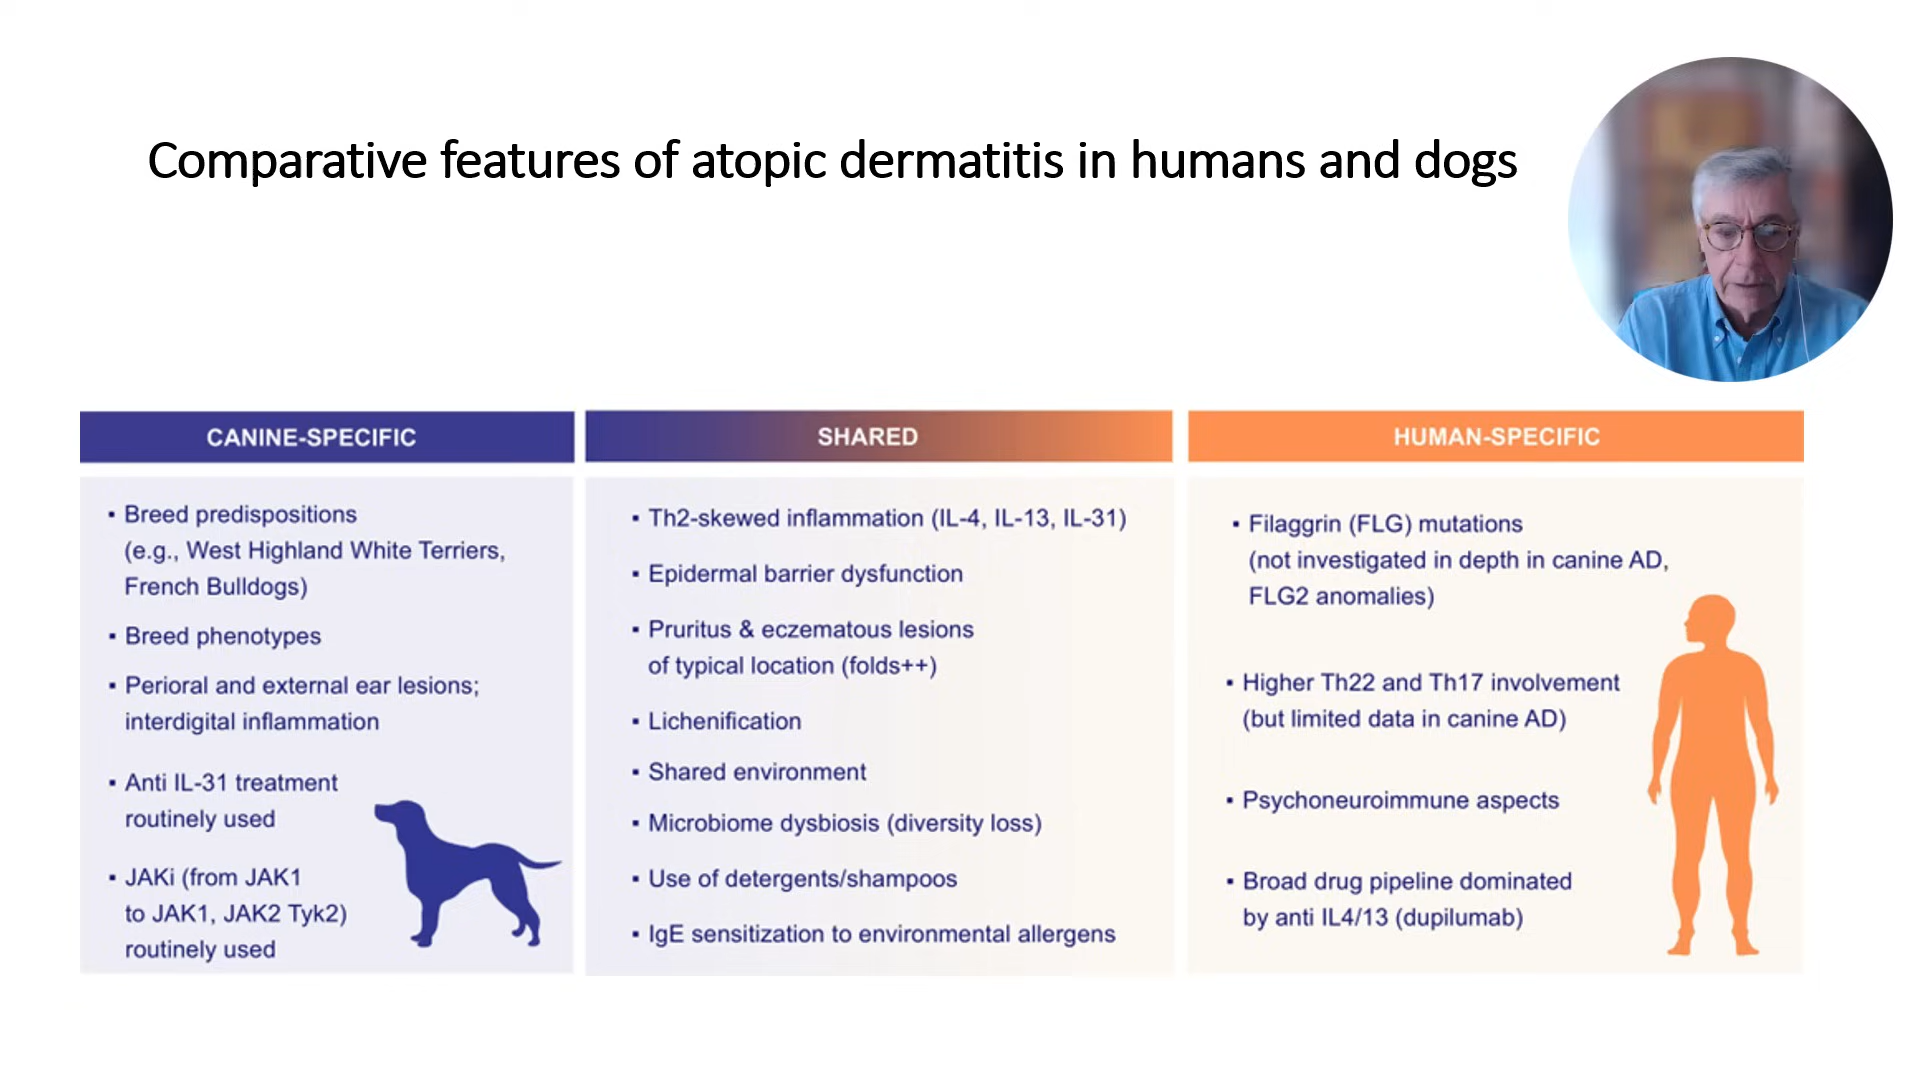 Comparative features of atopic dermatitis in humans and dogs
CANINE-SPECIFIC
▪ Breed predispositions
(e.g., West Highland White Terriers,
French Bulldogs)
▪ Breed phenotypes
▪ Perioral and external ear lesions;
interdigital inflammation
▪ Anti IL-31 treatment
routinely used
▪ JAKi (from JAK1
to JAK1, JAK2 Tyk2)
routinely used
SHARED
▪ Th2-skewed inflammation (IL-4, IL-13, IL-31)
▪ Epidermal barrier dysfunction
▪ Pruritus & eczematous lesions
of typical location (folds++)
▪ Lichenification
▪ Shared environment
▪ Microbiome dysbiosis (diversity loss)
▪ Use of detergents/shampoos
▪ IgE sensitization to environmental allergens
HUMAN-SPECIFIC
▪ Filaggrin (FLG) mutations
(not investigated in depth in canine AD,
FLG2 anomalies)
▪ Higher Th22 and Th17 involvement
(but limited data in canine AD)
▪ Psychoneuroimmune aspects
▪ Broad drug pipeline dominated
by anti IL4/13 (dupilumab)